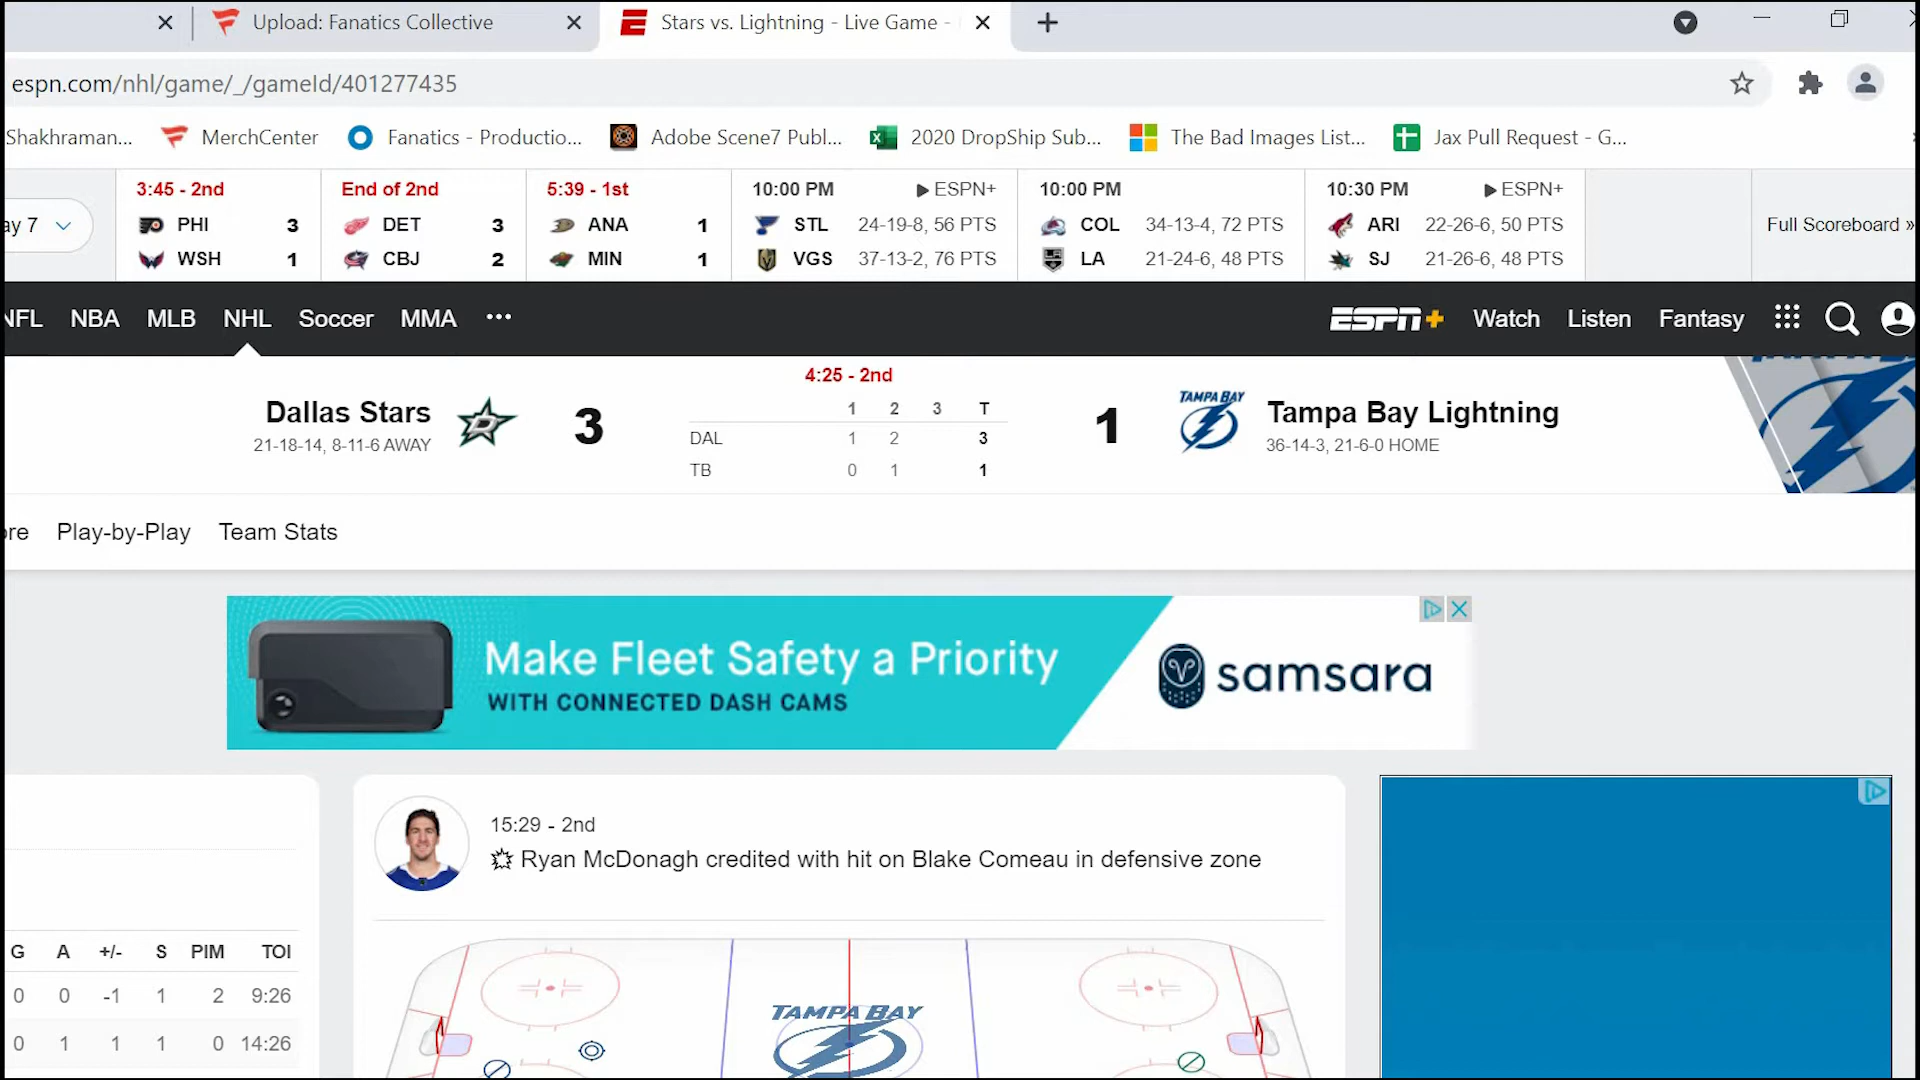 Upload: Fanatics Collective
Stars vs. Lightning - Live Game -
espn.com/nhl/game/_/gameId/401277435
Shakhraman...
MerchCenter
Fanatics - Productio...
Adobe Scene7 Publ...
2020 DropShip Sub...
The Bad Images List...
Jax Pull Request - G...
ay 7
3:45 - 2nd
PHI 3
WSH 1
End of 2nd
DET 3
CBJ 2
5:39 - 1st
ANA 1
MIN 1
10:00 PM ESPN+
STL 24-19-8, 56 PTS
VGS 37-13-2, 76 PTS
10:00 PM
COL 34-13-4, 72 PTS
LA 21-24-6, 48 PTS
10:30 PM ESPN+
ARI 22-26-6, 50 PTS
SJ 21-26-6, 48 PTS
Full Scoreboard »
NFL NBA MLB NHL Soccer MMA ···
ESPN+ Watch Listen Fantasy
Dallas Stars
21-18-14, 8-11-6 AWAY
3
4:25 - 2nd
1 2 3 T
DAL 1 2 3
TB 0 1 1
1
TAMPA BAY
Tampa Bay Lightning
36-14-3, 21-6-0 HOME
ore Play-by-Play Team Stats
Make Fleet Safety a Priority
WITH CONNECTED DASH CAMS
samsara
15:29 - 2nd
Ryan McDonagh credited with hit on Blake Comeau in defensive zone
G A +/- S PIM TOI
0 0 -1 1 2 9:26
0 1 1 1 0 14:26
TAMPA BAY